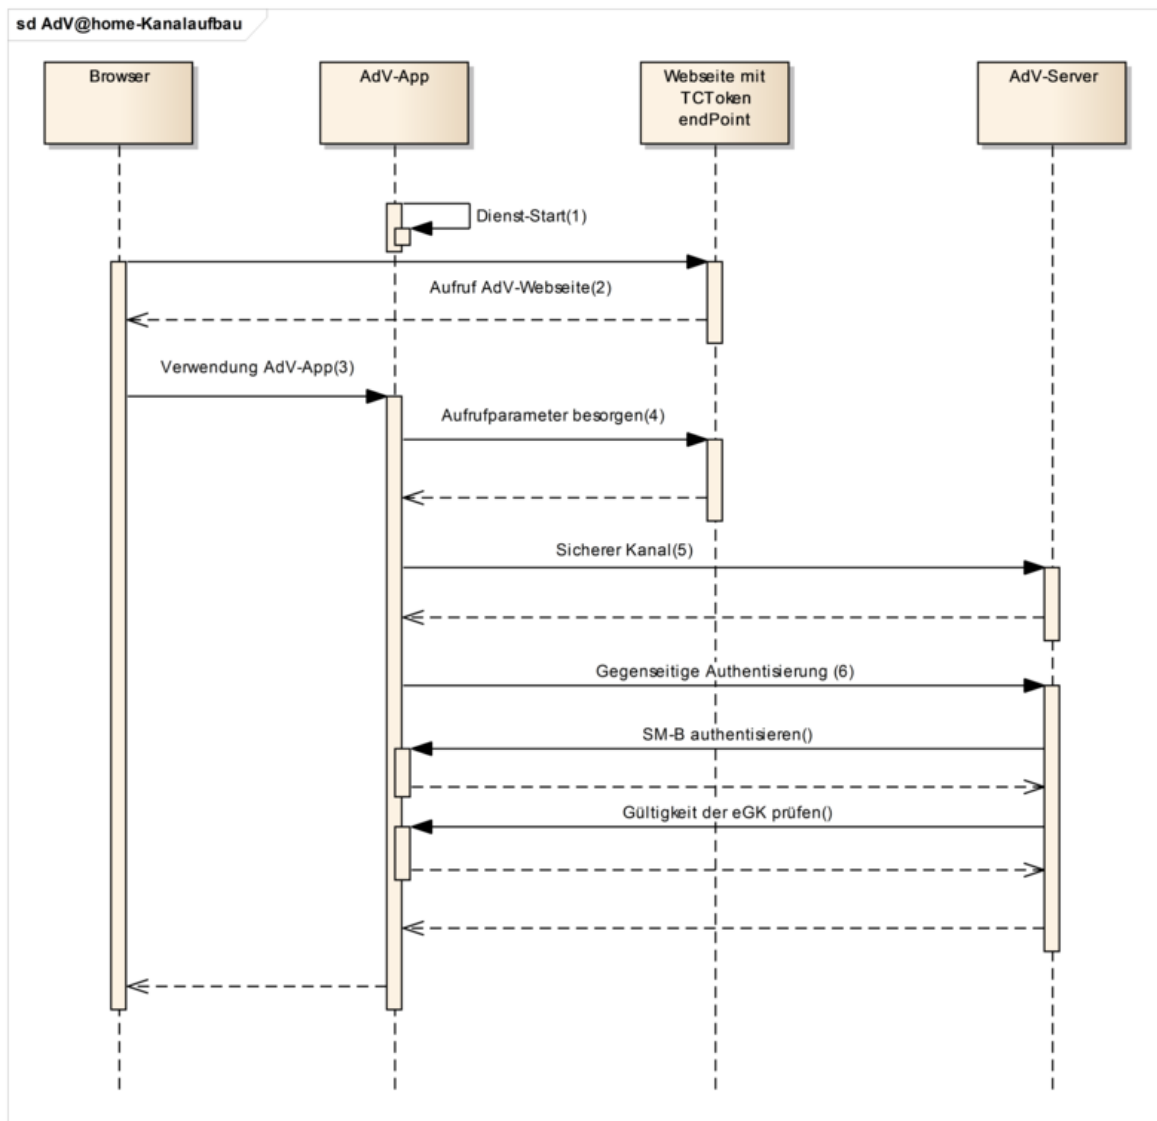 sd AdV@home-Kanalaufbau
Browser
AdV-App
Webseite mit
TCToken
endPoint
AdV-Server
Dienst-Start(1)
Aufruf AdV-Webseite(2)
Verwendung AdV-App(3)
Aufrufparameter besorgen(4)
Sicherer Kanal(5)
Gegenseitige Authentisierung (6)
SM-B authentisieren()
Gültigkeit der eGK prüfen()